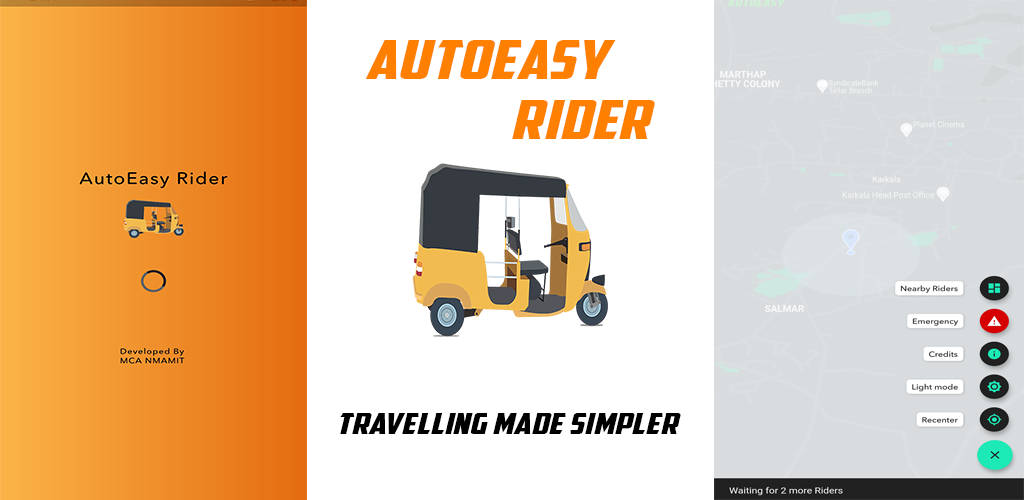 AutoEasy Rider
Developed By
MCA NMAMIT
AUTOEASY
RIDER
TRAVELLING MADE SIMPLER
AUTOEASY
MARTHAP
HETTY COLONY
SyndicateBank
Tellar Branch
Planet Cinema
Karkala
Karkala Head Post Office
SALMAR
Nearby Riders
Emergency
Credits
Light mode
Recenter
Waiting for 2 more Riders